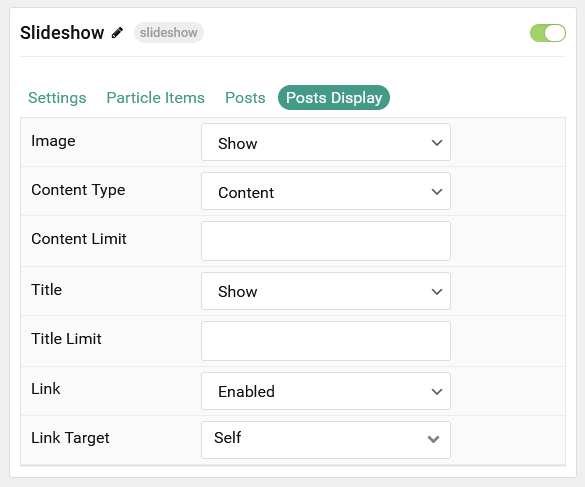 Slideshow slideshow
Settings Particle Items Posts Posts Display
Image Show
Content Type Content
Content Limit
Title Show
Title Limit
Link Enabled
Link Target Self